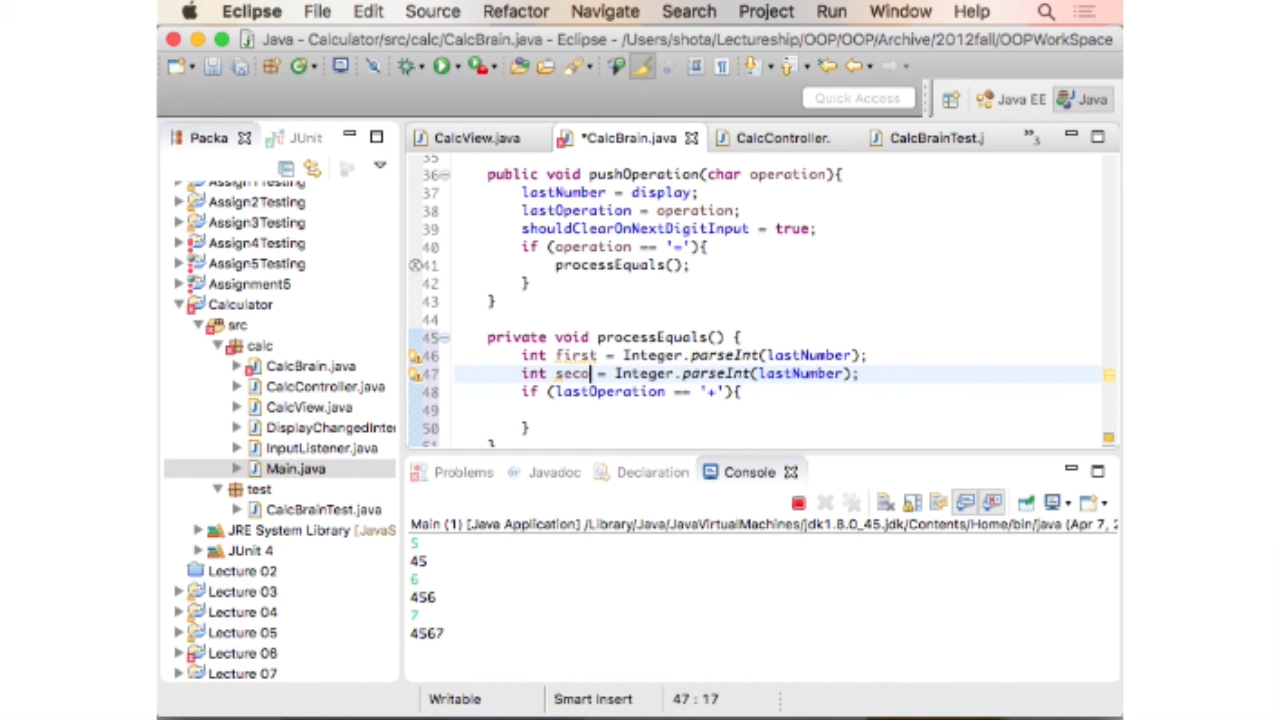 Eclipse File Edit Source Refactor Navigate Search Project Run Window Help
Java - Calculator/src/calc/CalcBrain.java - Eclipse - /Users/shota/Lectureship/OOP/OOP/Archive/2012fall/OOPWorkSpace
Quick Access
Java EE
Java
Packa
JUnit
CalcView.java
*CalcBrain.java
CalcController.
CalcBrainTest.j
»3
Assign1Testing
Assign2Testing
Assign3Testing
Assign4Testing
Assign5Testing
Assignment5
Calculator
src
calc
CalcBrain.java
CalcController.java
CalcView.java
DisplayChangedInte
InputListener.java
Main.java
test
CalcBrainTest.java
JRE System Library [JavaS
JUnit 4
Lecture 02
Lecture 03
Lecture 04
Lecture 05
Lecture 06
Lecture 07
35
36 public void pushOperation(char operation){
37 lastNumber = display;
38 lastOperation = operation;
39 shouldClearOnNextDigitInput = true;
40 if (operation == '='){
41 processEquals();
42 }
43 }
44
45 private void processEquals() {
46 int first = Integer.parseInt(lastNumber);
47 int seco = Integer.parseInt(lastNumber);
48 if (lastOperation == '+'){
49
50 }
51 }
Problems
Javadoc
Declaration
Console
Main (1) [Java Application] /Library/Java/JavaVirtualMachines/jdk1.8.0_45.jdk/Contents/Home/bin/java (Apr 7, 2
5
45
6
456
7
4567
Writable
Smart Insert
47 : 17